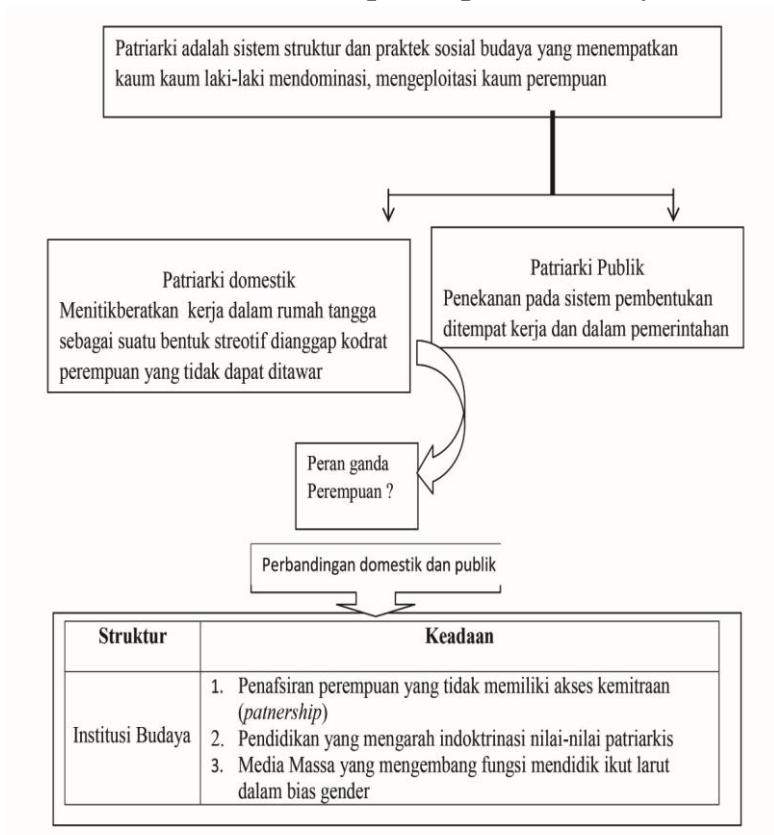 Patriarki adalah sistem struktur dan praktek sosial budaya yang menempatkan
kaum kaum laki-laki mendominasi, mengeploitasi kaum perempuan
Patriarki domestik
Menitikberatkan kerja dalam rumah tangga
sebagai suatu bentuk streotif dianggap kodrat
perempuan yang tidak dapat ditawar
Patriarki Publik
Penekanan pada sistem pembentukan
ditempat kerja dan dalam pemerintahan
Peran ganda
Perempuan ?
Perbandingan domestik dan publik
Struktur
Keadaan
Institusi Budaya
1. Penafsiran perempuan yang tidak memiliki akses kemitraan
(patnership)
2. Pendidikan yang mengarah indoktrinasi nilai-nilai patriarkis
3. Media Massa yang mengembang fungsi mendidik ikut larut
dalam bias gender